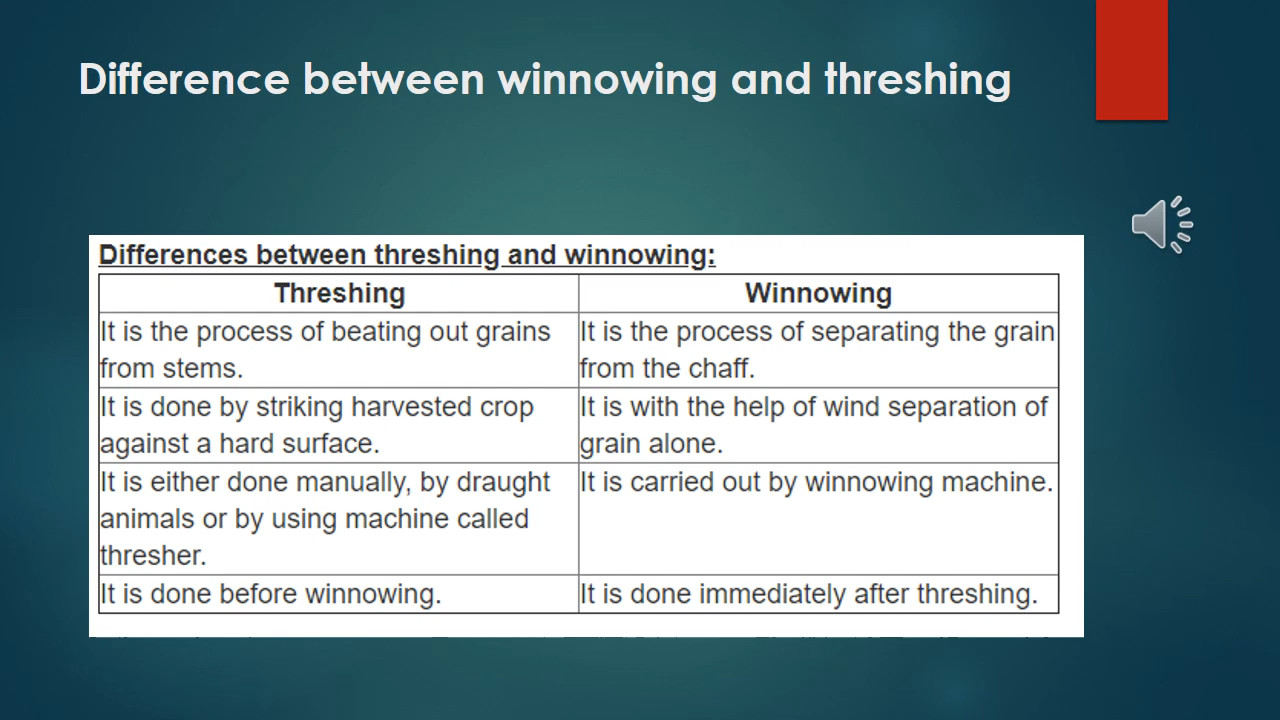 Difference between winnowing and threshing
Differences between threshing and winnowing:
Threshing
Winnowing
It is the process of beating out grains
from stems.
It is the process of separating the grain
from the chaff.
It is done by striking harvested crop
against a hard surface.
It is with the help of wind separation of
grain alone.
It is either done manually, by draught
animals or by using machine called
thresher.
It is carried out by winnowing machine.
It is done before winnowing.
It is done immediately after threshing.